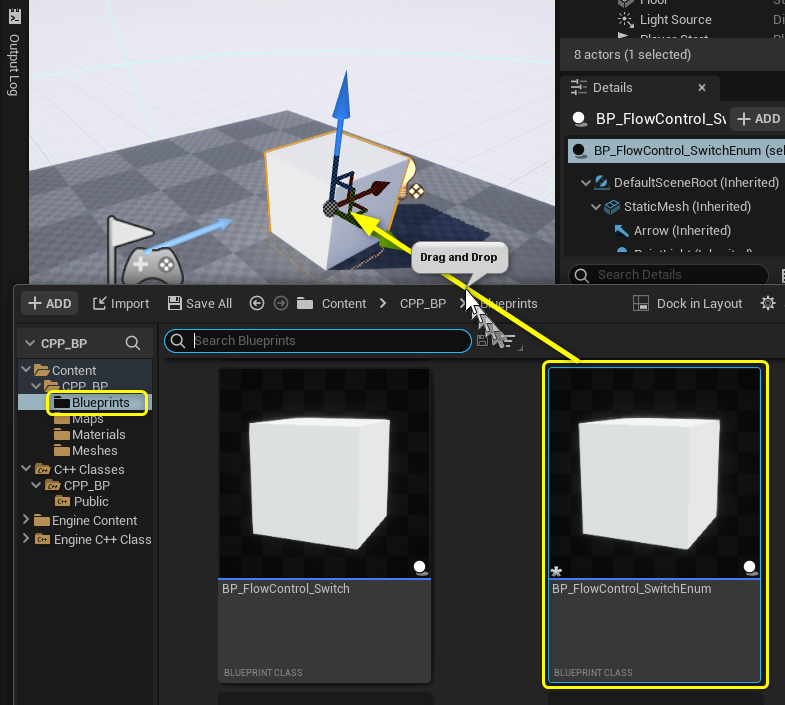 Output Log
Floor
Light Source
Player Start
8 actors (1 selected)
Details
BP_FlowControl_Sw
ADD
BP_FlowControl_SwitchEnum (sel
DefaultSceneRoot (Inherited)
StaticMesh (Inherited)
Arrow (Inherited)
PointLight (Inherited)
Search Details
Drag and Drop
ADD
Import
Save All
Content
CPP_BP
Blueprints
Dock in Layout
CPP_BP
Search Blueprints
Content
CPP_BP
Blueprints
Maps
Materials
Meshes
C++ Classes
CPP_BP
Public
Engine Content
Engine C++ Class
BP_FlowControl_Switch
BLUEPRINT CLASS
BP_FlowControl_SwitchEnum
BLUEPRINT CLASS